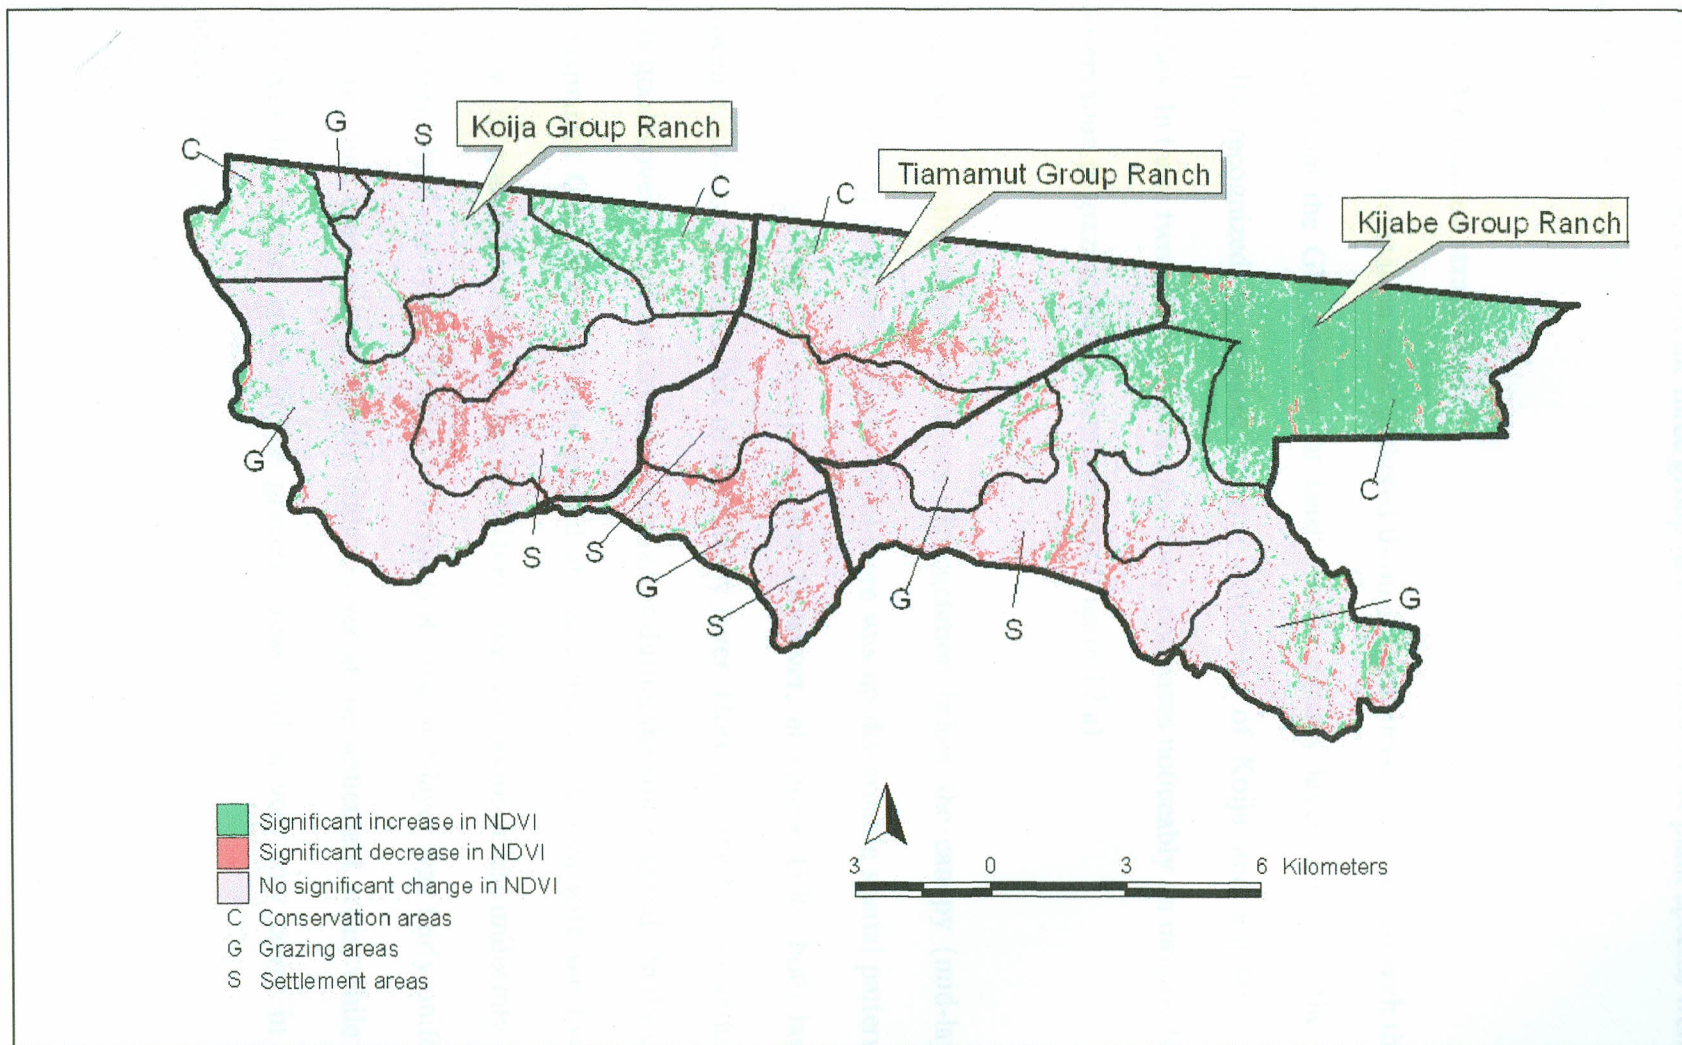 C
G
S
Koija Group Ranch
C
C
Tiamamut Group Ranch
Kijabe Group Ranch
G
S
S
G
S
G
S
C
G
Significant increase in NDVI
Significant decrease in NDVI
No significant change in NDVI
C Conservation areas
G Grazing areas
S Settlement areas
3 0 3 6 Kilometers